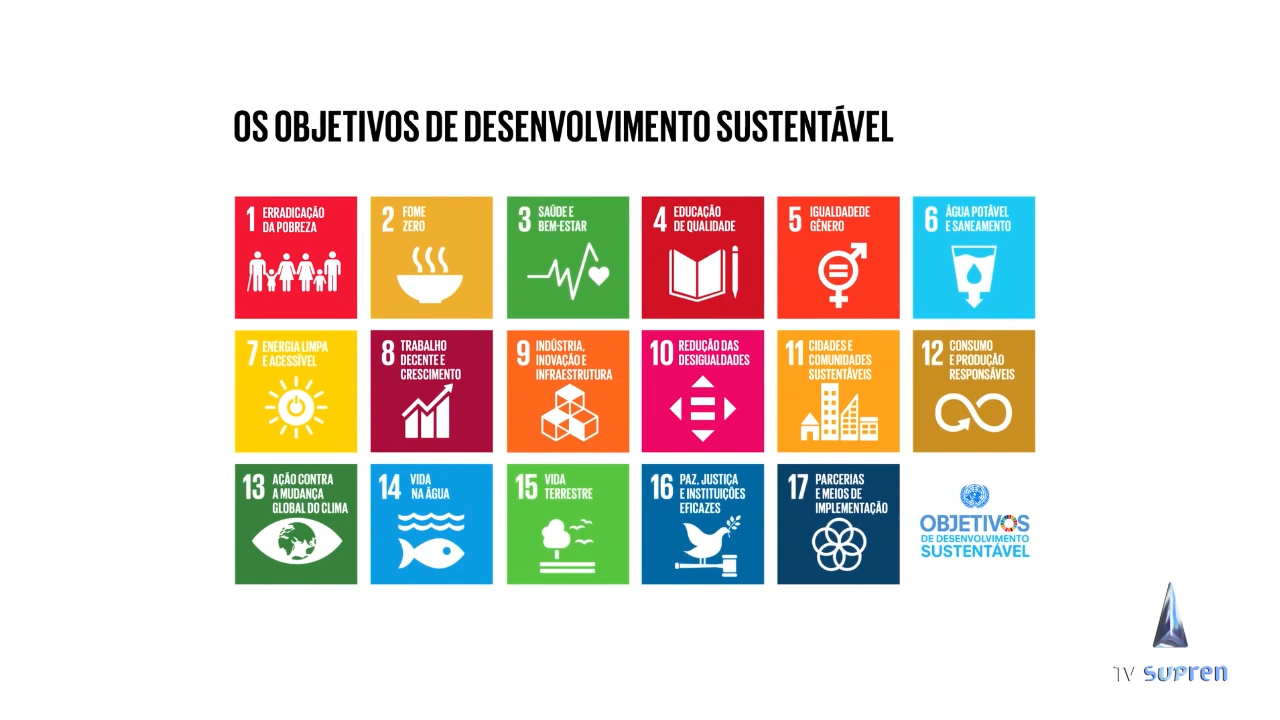 OS OBJETIVOS DE DESENVOLVIMENTO SUSTENTÁVEL
1 ERRADICAÇÃO
DA POBREZA
2 FOME
ZERO
3 SAÚDE E
BEM-ESTAR
4 EDUCAÇÃO
DE QUALIDADE
5 IGUALDADEDE
GÊNERO
6 ÁGUA POTÁVEL
E SANEAMENTO
7 ENERGIA LIMPA
E ACESSÍVEL
8 TRABALHO
DECENTE E
CRESCIMENTO
9 INDÚSTRIA,
INOVAÇÃO E
INFRAESTRUTURA
10 REDUÇÃO DAS
DESIGUALDADES
11 CIDADES E
COMUNIDADES
SUSTENTÁVEIS
12 CONSUMO
E PRODUÇÃO
RESPONSÁVEIS
13 AÇÃO CONTRA
A MUDANÇA
GLOBAL DO CLIMA
14 VIDA
NA ÁGUA
15 VIDA
TERRESTRE
16 PAZ, JUSTIÇA
E INSTITUIÇÕES
EFICAZES
17 PARCERIAS
E MEIOS DE
IMPLEMENTAÇÃO
OBJETIVOS
DE DESENVOLVIMENTO
SUSTENTÁVEL
TV Supren